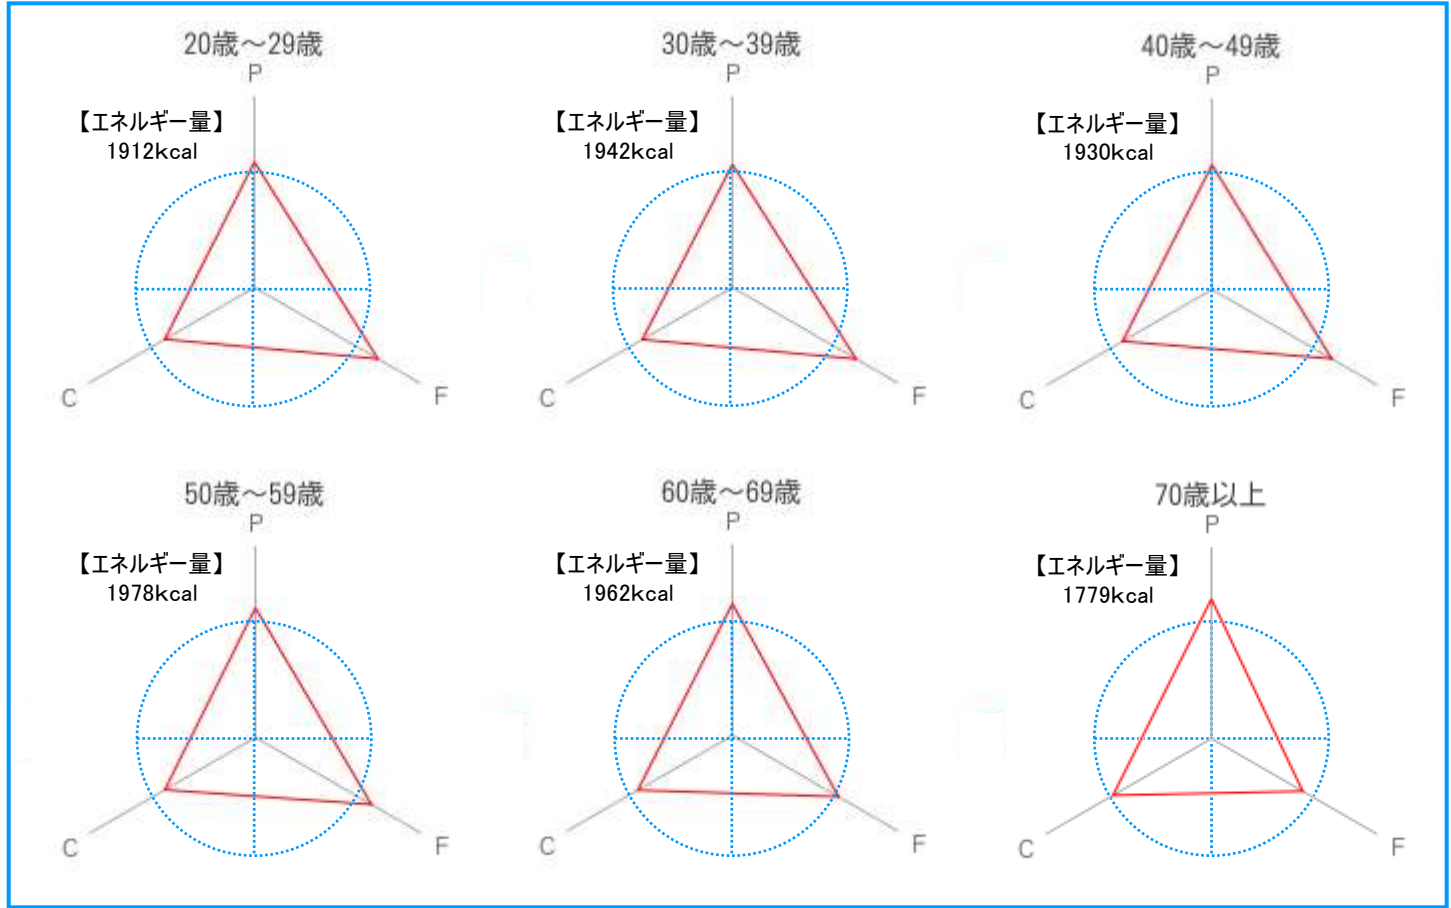 20歳～29歳
P
【エネルギー量】
1912kcal
C
F
30歳～39歳
P
【エネルギー量】
1942kcal
C
F
40歳～49歳
P
【エネルギー量】
1930kcal
C
F
50歳～59歳
P
【エネルギー量】
1978kcal
C
F
60歳～69歳
P
【エネルギー量】
1962kcal
C
F
70歳以上
P
【エネルギー量】
1779kcal
C
F